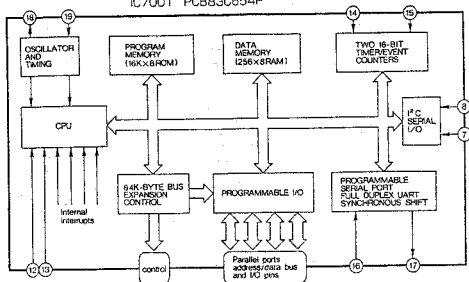 IC7001 PCB83C654P
18
19
14
15
OSCILLATOR
AND
TIMING
PROGRAM
MEMORY
(16K×8ROM)
DATA
MEMORY
(256×8RAM)
TWO 16-BIT
TIMER/EVENT
COUNTERS
CPU
I²C
SERIAL
I/O
8
7
64K-BYTE BUS
EXPANSION
CONTROL
PROGRAMMABLE I/O
PROGRAMMABLE
SERIAL PORT
FULL DUPLEX UART
SYNCHRONOUS SHIFT
Internal
interrupts
12
13
control
Parallel ports
address/data bus
and I/O pins
16
17